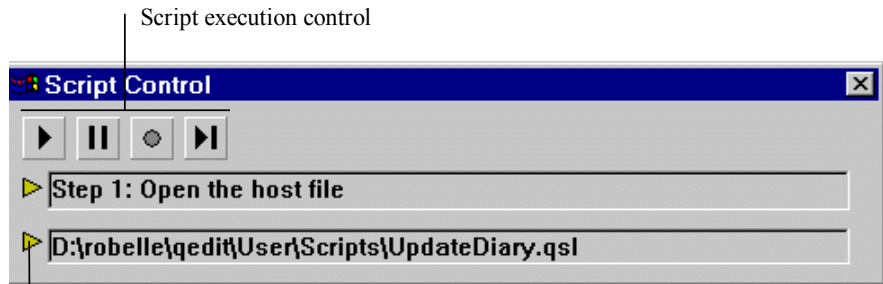 Script execution control
Script Control
Step 1: Open the host file
D:\robelle\qedit\User\Scripts\UpdateDiary.qsl